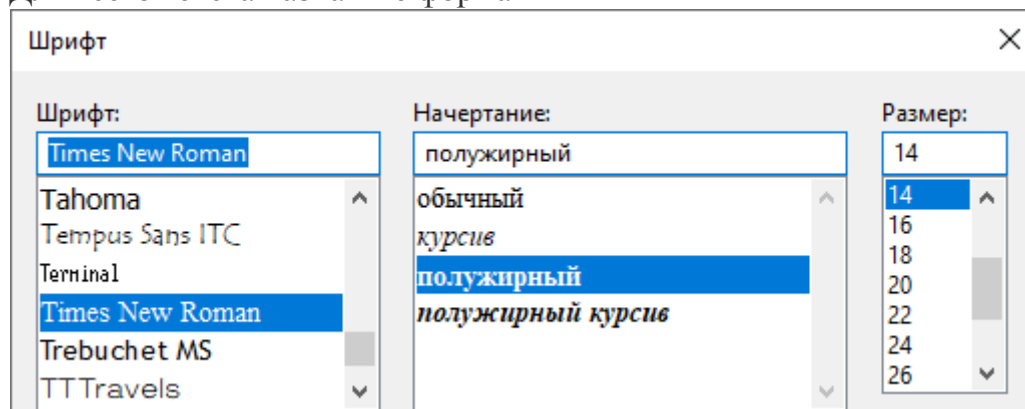 Шрифт
Шрифт:
Начертание:
Размер:
Times New Roman
полужирный
14
Tahoma
обычный
14
Tempus Sans ITC
курсив
16
Terminal
полужирный
18
Times New Roman
полужирный курсив
20
Trebuchet MS
22
TTTravels
24
26